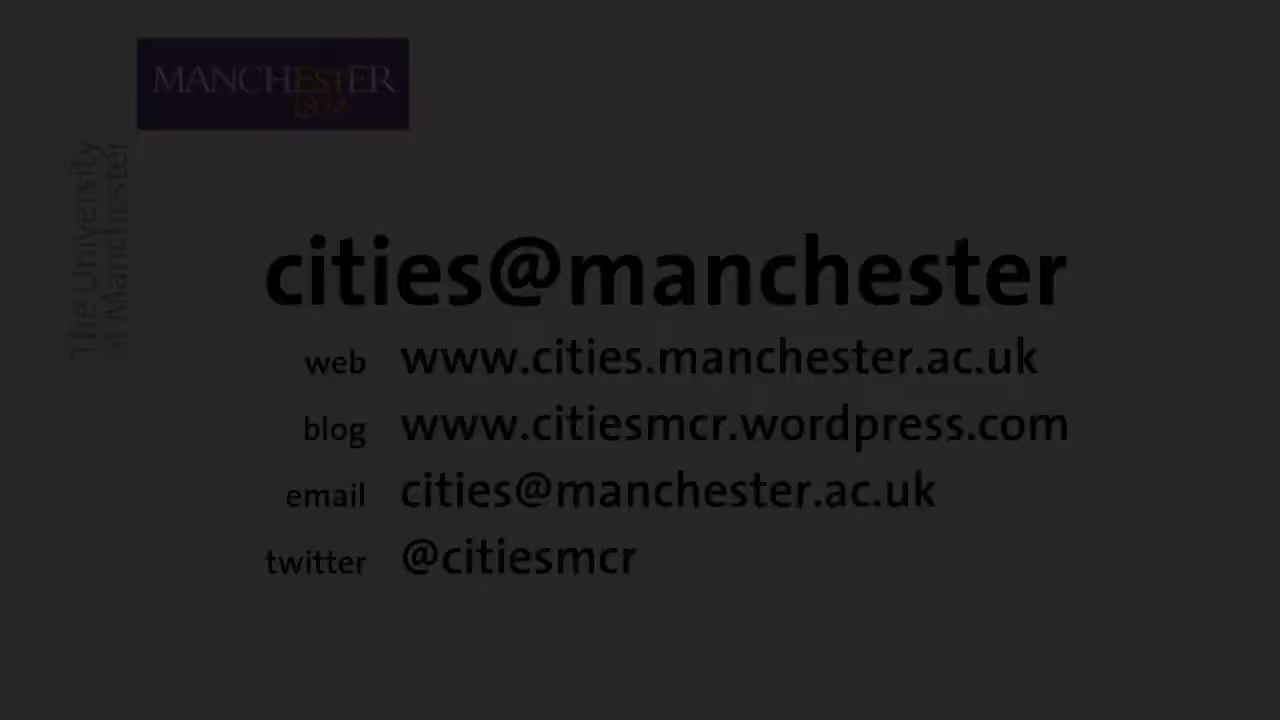 MANCHESTER
1824
The University
of Manchester
cities@manchester
web www.cities.manchester.ac.uk
blog www.citiesmcr.wordpress.com
email cities@manchester.ac.uk
twitter @citiesmcr